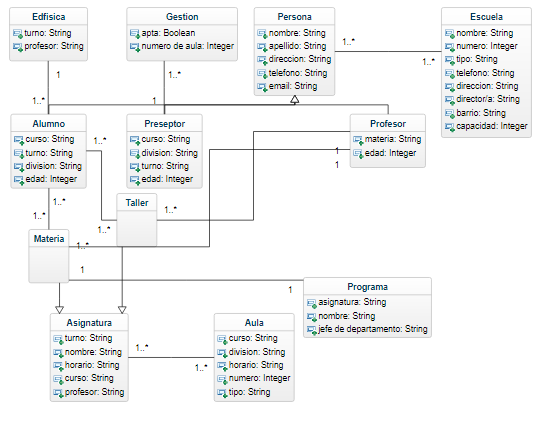 Edfisica
turno: String
profesor: String
Gestion
apta: Boolean
numero de aula: Integer
Persona
nombre: String
apellido: String
direccion: String
telefono: String
email: String
Escuela
nombre: String
numero: Integer
tipo: String
telefono: String
direccion: String
director/a: String
barrio: String
capacidad: Integer
1..*
1..*
1
1..*
1..*
1
Alumno
curso: String
turno: String
division: String
edad: Integer
Preseptor
curso: String
division: String
turno: String
edad: Integer
Profesor
materia: String
edad: Integer
1..*
1
1
1..*
1..*
1..*
1..*
Taller
Materia
1..*
1
1
Programa
asignatura: String
nombre: String
jefe de departamento: String
Asignatura
turno: String
nombre: String
horario: String
curso: String
profesor: String
1..*
1..*
Aula
curso: String
division: String
horario: String
numero: Integer
tipo: String